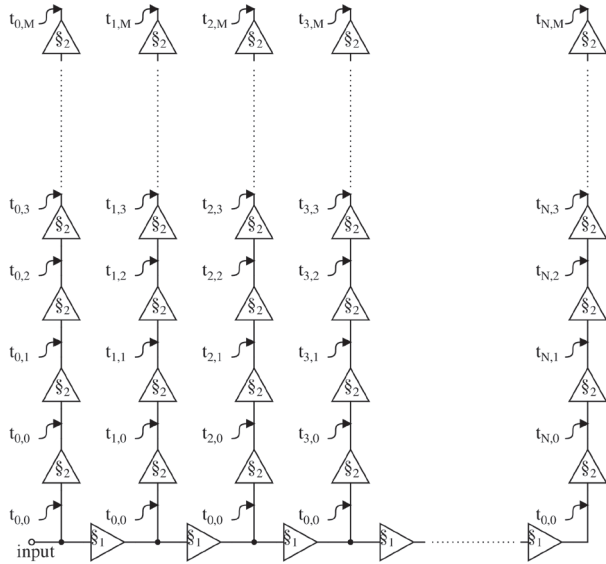 t0,M t1,M t2,M t3,M tN,M
§2 §2 §2 §2 §2
t0,3 t1,3 t2,3 t3,3 tN,3
§2 §2 §2 §2 §2
t0,2 t1,2 t2,2 t3,2 tN,2
§2 §2 §2 §2 §2
t0,1 t1,1 t2,1 t3,1 tN,1
§2 §2 §2 §2 §2
t0,0 t1,0 t2,0 t3,0 tN,0
§2 §2 §2 §2 §2
t0,0 t0,0 t0,0 t0,0 t0,0
§1 §1 §1 §1 §1
input